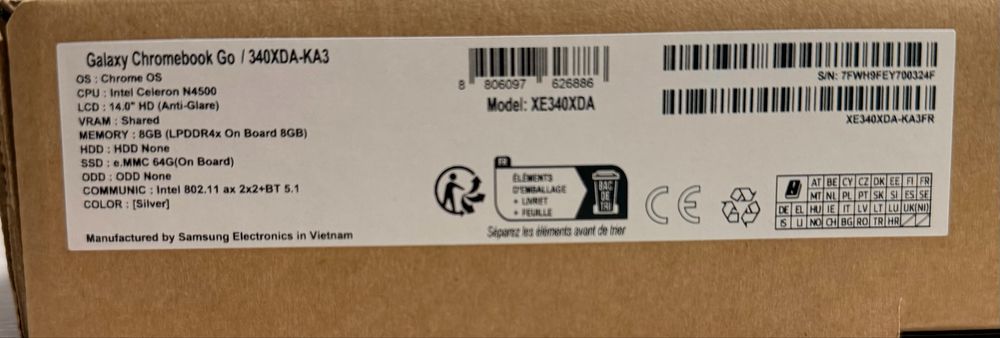 Galaxy Chromebook Go / 340XDA-KA3
OS : Chrome OS
CPU : Intel Celeron N4500
LCD : 14.0" HD (Anti-Glare)
VRAM : Shared
MEMORY : 8GB (LPDDR4x On Board 8GB)
HDD : HDD None
SSD : e.MMC 64G(On Board)
ODD : ODD None
COMMUNIC : Intel 802.11 ax 2x2+BT 5.1
COLOR : [Silver]
Manufactured by Samsung Electronics in Vietnam
8 806097 626886
Model: XE340XDA
S/N: 7FWH9FEY700324F
XE340XDA-KA3FR
FR
ÉLÉMENTS
D'EMBALLAGE
+ LIVRET
+ FEUILLE
BAC
DE
TRI
Séparez les éléments avant de trier
CE
AT BE CY CZ DK EE FI FR
MT NL PL PT SK SI ES SE
DE EL HU IE IT LV LT LU UK(NI)
IS LI NO CH BG RO TR HR